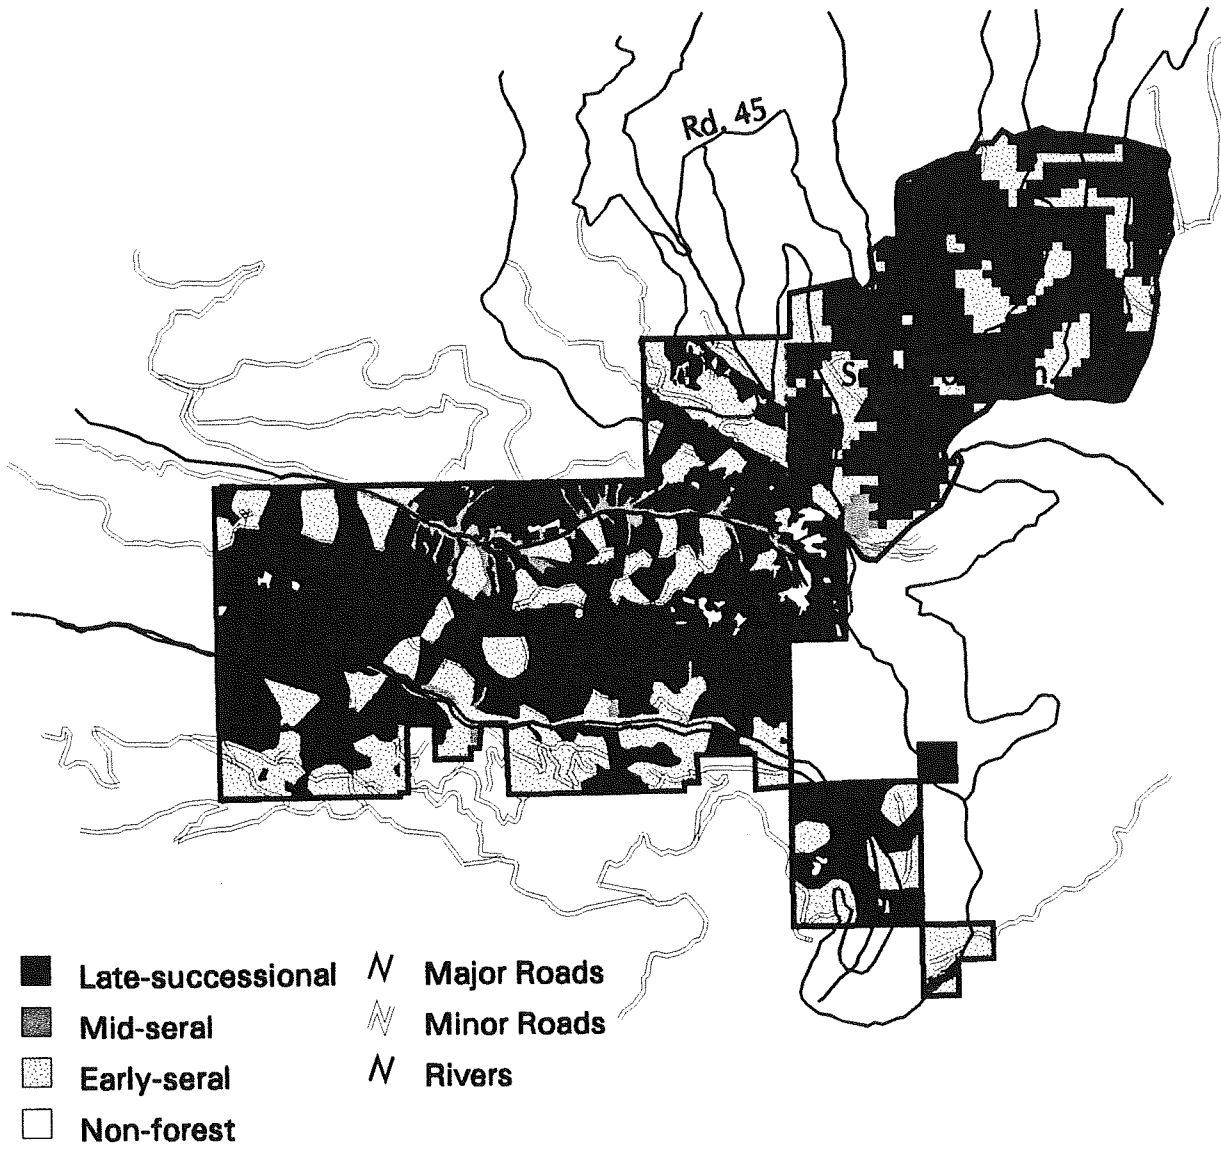 Rd. 45
Late-successional
Mid-seral
Early-seral
Non-forest
Major Roads
Minor Roads
Rivers